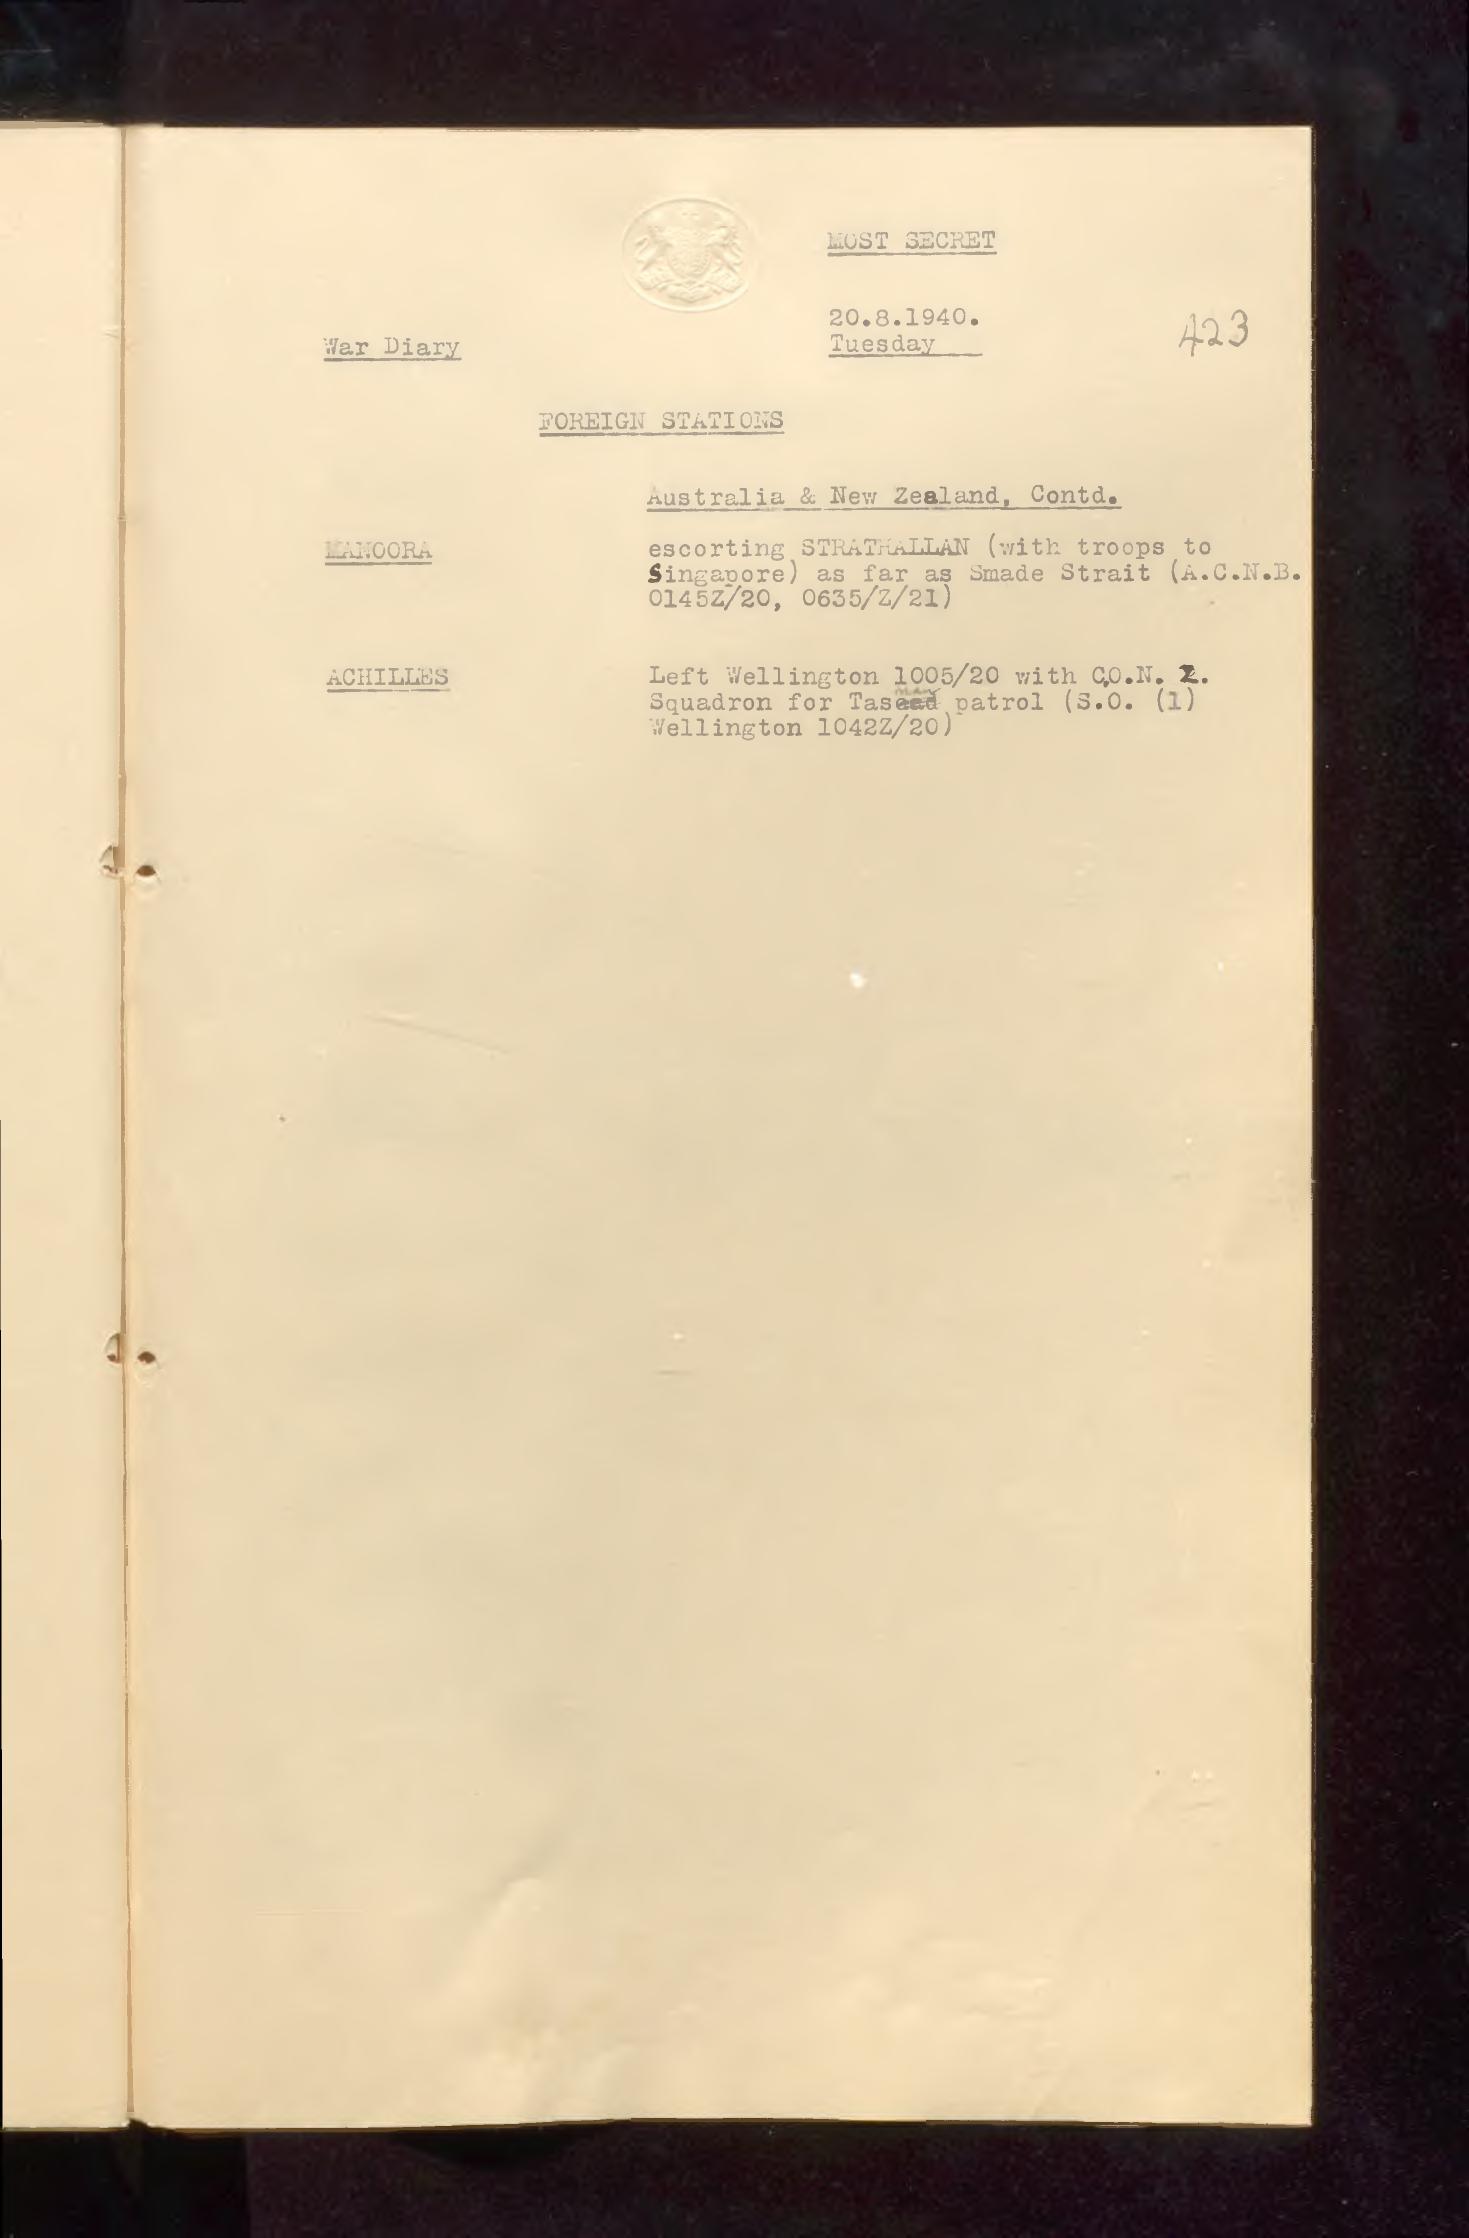 MOST SECRET
20.8.1940.
423
War Diary
Tuesday
FOREIGN STATIONS
Australia & New Zealand, Contd.
MANOORA
escorting STRATHALLAN (with troops to
Singapore) as far as Smade Strait (A.C.N.B.
0145Z/20, 0635/Z/21)
ACHILLES
Left Wellington 1005/20 with C.O.N. Z.
Squadron for Tasman patrol (S.O. (1)
Wellington 1042Z/20)